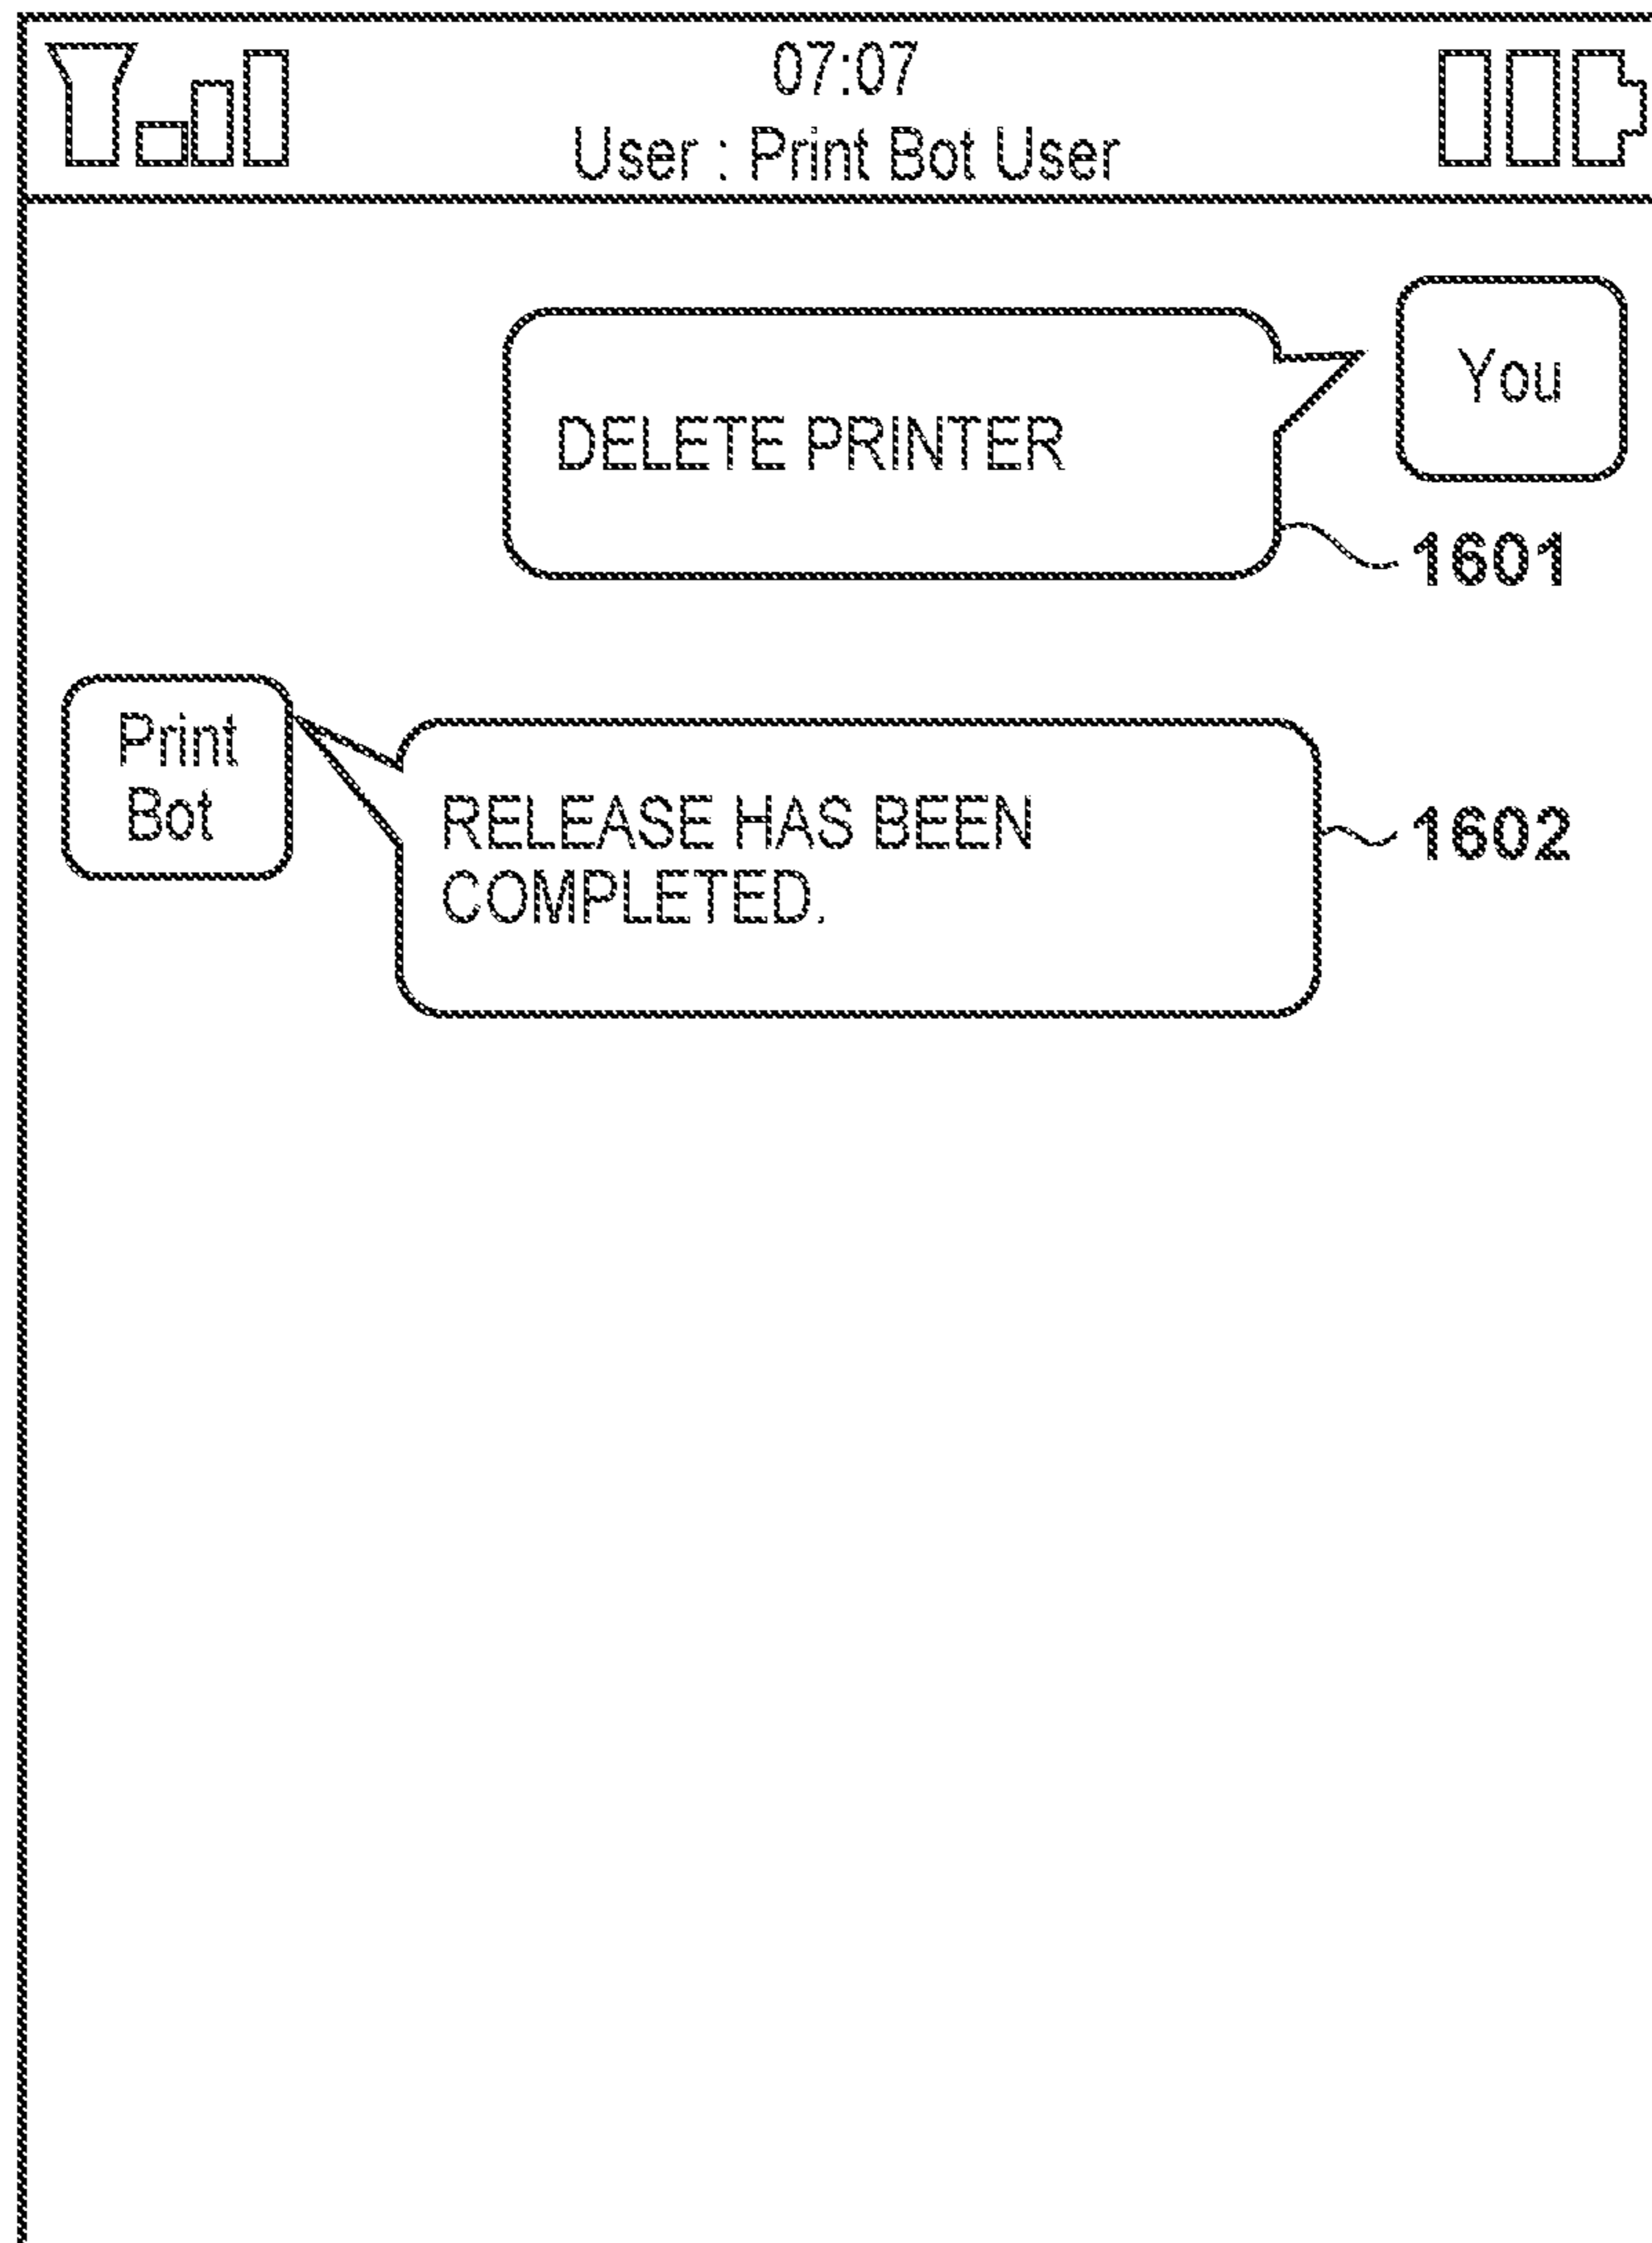 07:07
User : Print Bot User
You
DELETE PRINTER
1601
Print
Bot
RELEASE HAS BEEN
COMPLETED.
1602